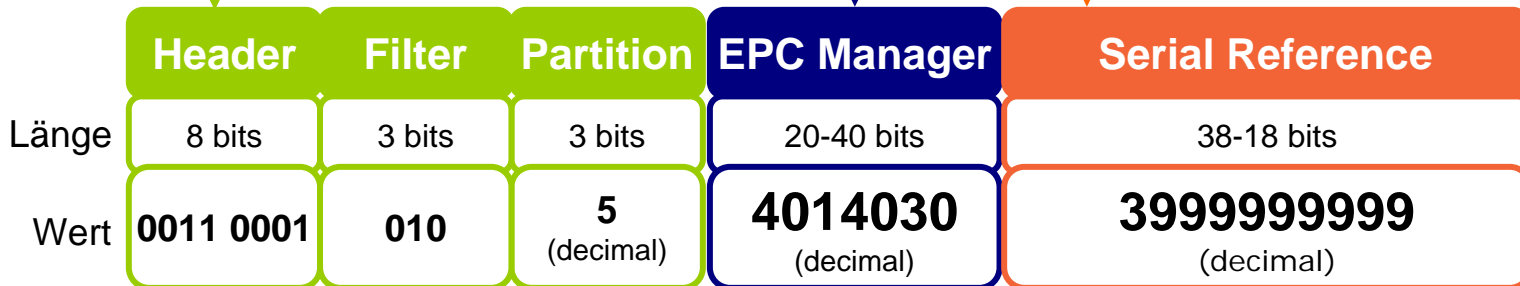 Header Filter Partition EPC Manager Serial Reference
Länge 8 bits 3 bits 3 bits 20-40 bits 38-18 bits
Wert 0011 0001 010 5 (decimal) 4014030 (decimal) 3999999999 (decimal)